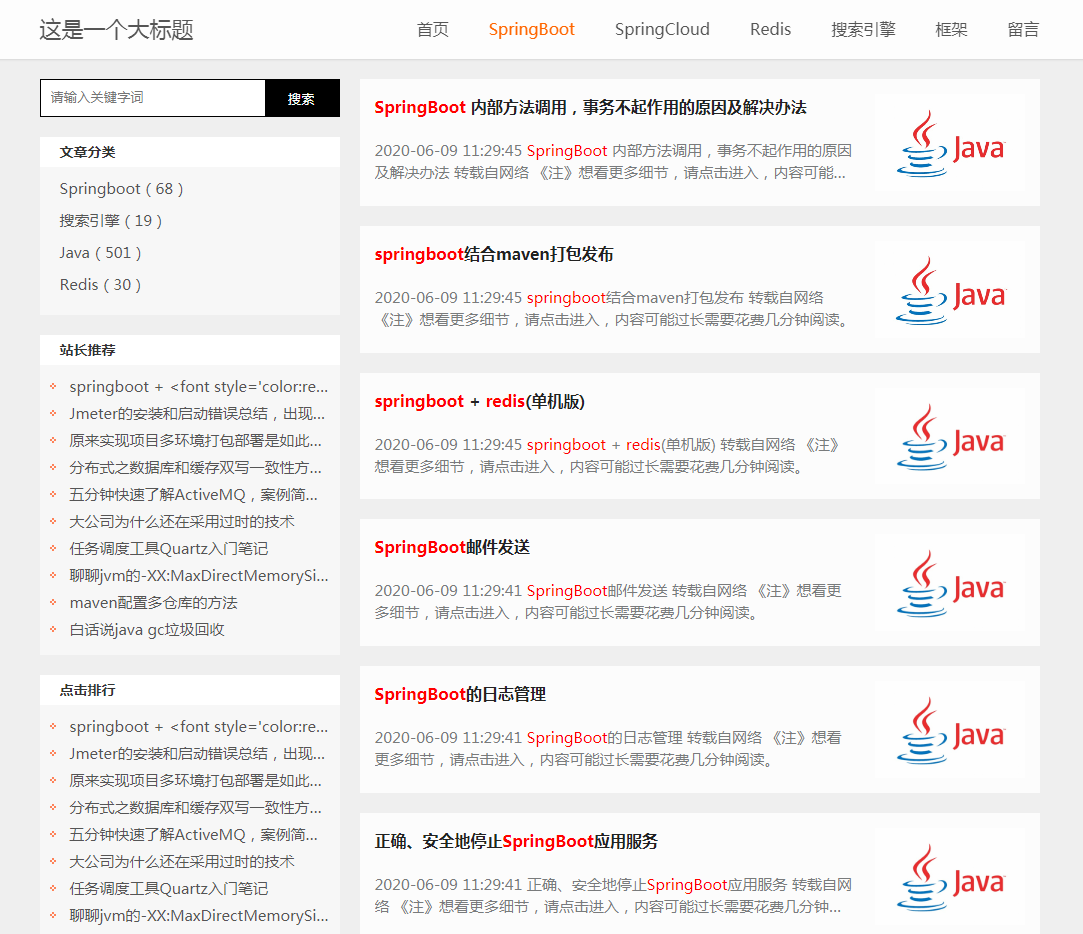 这是一个大标题
首页 SpringBoot SpringCloud Redis 搜索引擎 框架 留言
请输入关键字词 搜索
文章分类
Springboot ( 68 )
搜索引擎 ( 19 )
Java ( 501 )
Redis ( 30 )
站长推荐
springboot + <font style='color:re...
Jmeter的安装和启动错误总结，出现...
原来实现项目多环境打包部署是如此...
分布式之数据库和缓存双写一致性方...
五分钟快速了解ActiveMQ，案例简...
大公司为什么还在采用过时的技术
任务调度工具Quartz入门笔记
聊聊jvm的-XX:MaxDirectMemorySi...
maven配置多仓库的方法
白话说java gc垃圾回收
点击排行
springboot + <font style='color:re...
Jmeter的安装和启动错误总结，出现...
原来实现项目多环境打包部署是如此...
分布式之数据库和缓存双写一致性方...
五分钟快速了解ActiveMQ，案例简...
大公司为什么还在采用过时的技术
任务调度工具Quartz入门笔记
聊聊jvm的-XX:MaxDirectMemorySi...
SpringBoot 内部方法调用，事务不起作用的原因及解决办法
2020-06-09 11:29:45 SpringBoot 内部方法调用，事务不起作用的原因
及解决办法 转载自网络 《注》想看更多细节，请点击进入，内容可能...
Java
springboot结合maven打包发布
2020-06-09 11:29:45 springboot结合maven打包发布 转载自网络
《注》想看更多细节，请点击进入，内容可能过长需要花费几分钟阅读。
Java
springboot + redis(单机版)
2020-06-09 11:29:45 springboot + redis(单机版) 转载自网络 《注》
想看更多细节，请点击进入，内容可能过长需要花费几分钟阅读。
Java
SpringBoot邮件发送
2020-06-09 11:29:41 SpringBoot邮件发送 转载自网络 《注》想看更
多细节，请点击进入，内容可能过长需要花费几分钟阅读。
Java
SpringBoot的日志管理
2020-06-09 11:29:41 SpringBoot的日志管理 转载自网络 《注》想看
更多细节，请点击进入，内容可能过长需要花费几分钟阅读。
Java
正确、安全地停止SpringBoot应用服务
2020-06-09 11:29:41 正确、安全地停止SpringBoot应用服务 转载自网
络 《注》想看更多细节，请点击进入，内容可能过长需要花费几分钟...
Java